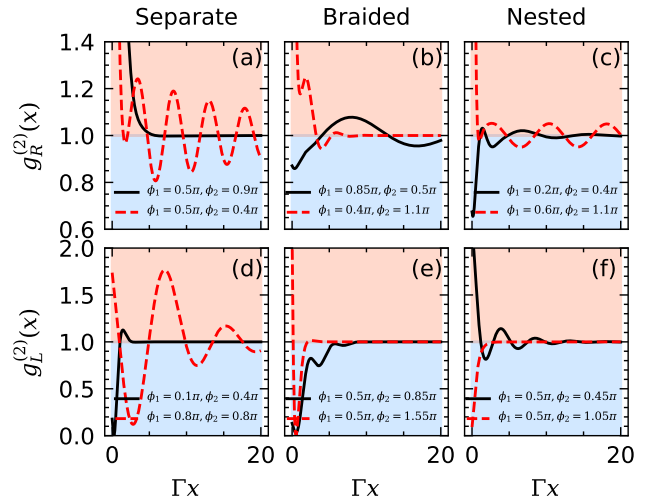 Separate Braided Nested
g_R^{(2)}(x)
1.4
1.2
1.0
0.8
0.6
(a)
ϕ₁ = 0.5π, ϕ₂ = 0.9π
ϕ₁ = 0.5π, ϕ₂ = 0.4π
(b)
ϕ₁ = 0.85π, ϕ₂ = 0.5π
ϕ₁ = 0.4π, ϕ₂ = 1.1π
(c)
ϕ₁ = 0.2π, ϕ₂ = 0.4π
ϕ₁ = 0.6π, ϕ₂ = 1.1π
g_L^{(2)}(x)
2.0
1.5
1.0
0.5
0.0
(d)
ϕ₁ = 0.1π, ϕ₂ = 0.4π
ϕ₁ = 0.8π, ϕ₂ = 0.8π
(e)
ϕ₁ = 0.5π, ϕ₂ = 0.85π
ϕ₁ = 0.5π, ϕ₂ = 1.55π
(f)
ϕ₁ = 0.5π, ϕ₂ = 0.45π
ϕ₁ = 0.5π, ϕ₂ = 1.05π
0 20 0 20 0 20
Γx Γx Γx